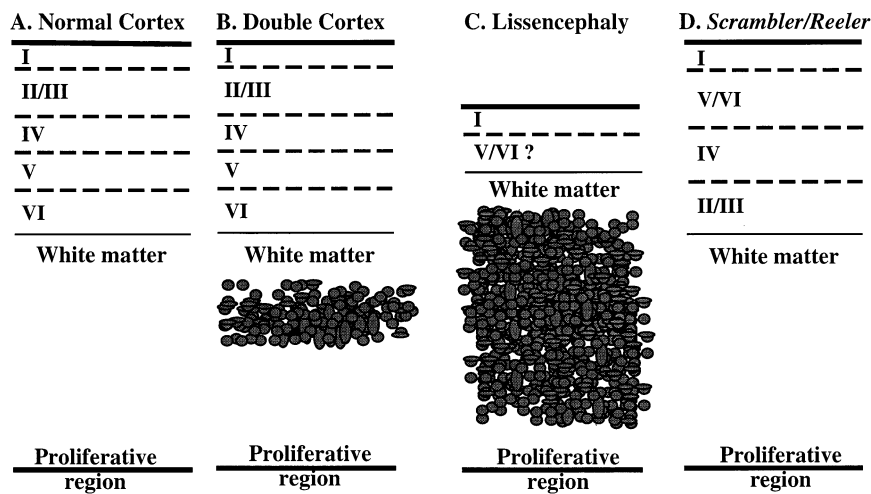 A. Normal Cortex
I
II/III
IV
V
VI
White matter
Proliferative
region
B. Double Cortex
I
II/III
IV
V
VI
White matter
Proliferative
region
C. Lissencephaly
I
V/VI ?
White matter
Proliferative
region
D. Scrambler/Reeler
I
V/VI
IV
II/III
White matter
Proliferative
region